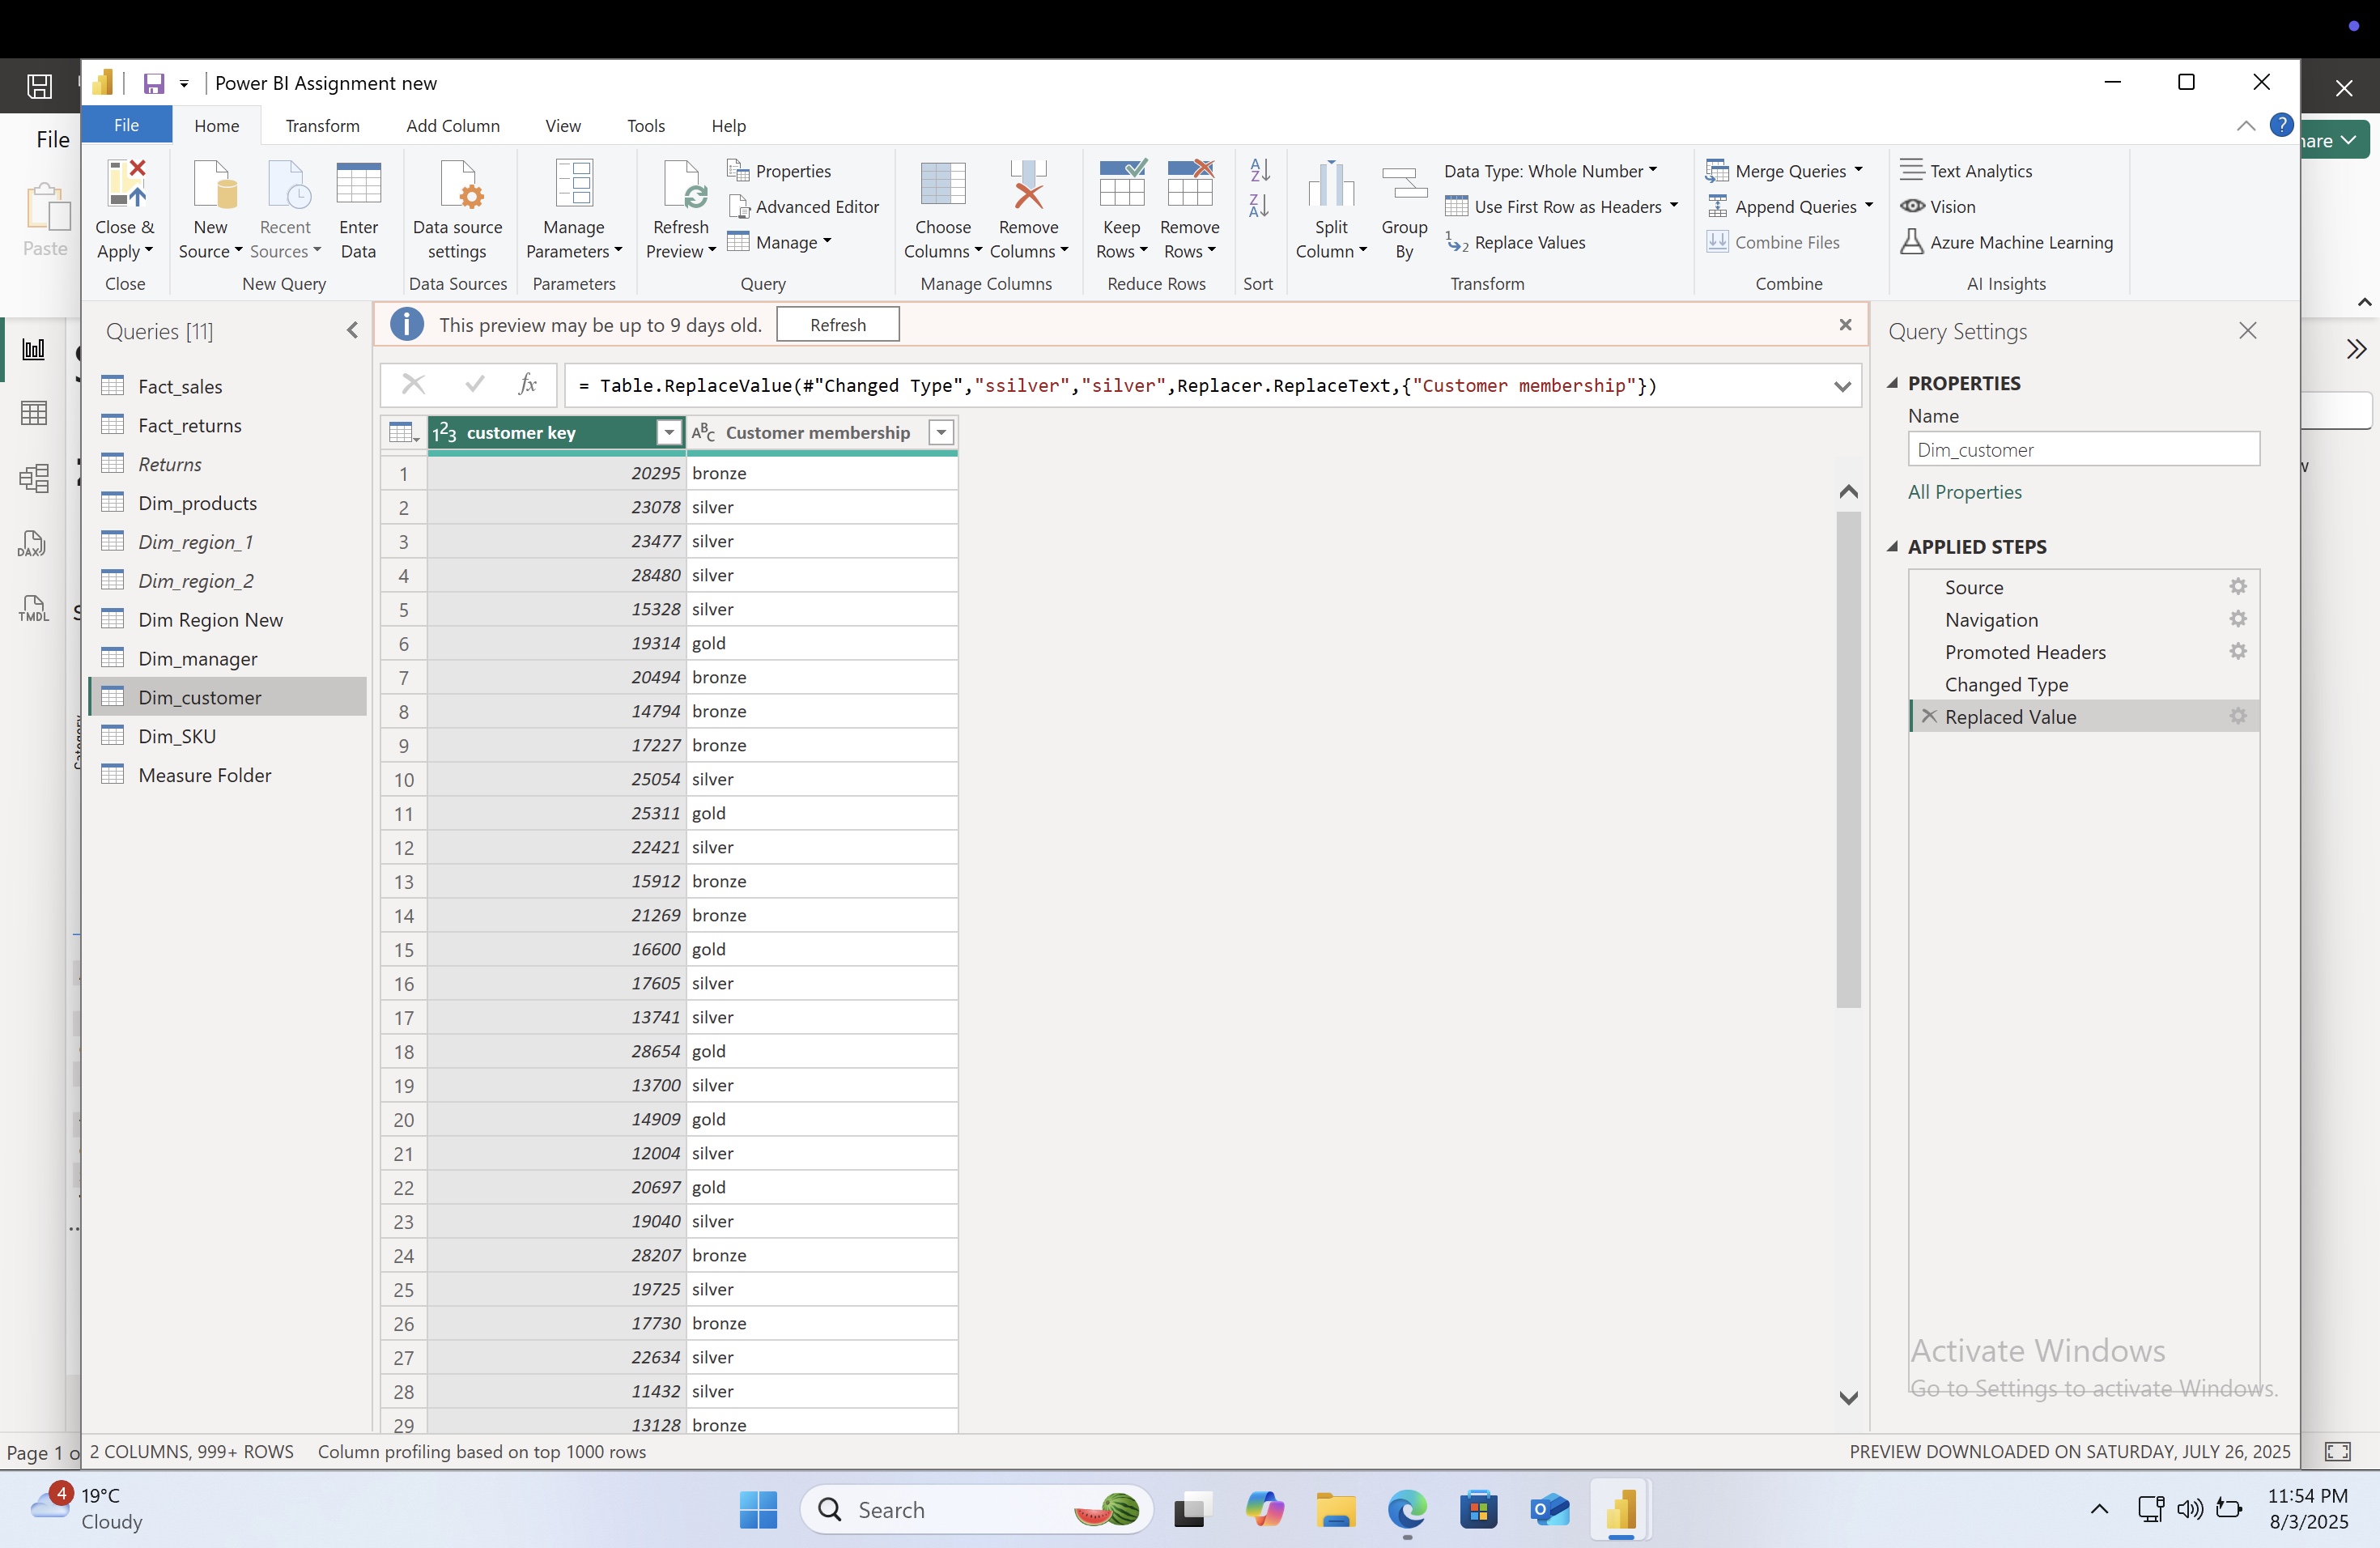 Power BI Assignment new
File
File Home Transform Add Column View Tools Help
Paste
Close & Apply
Close
New Source
Recent Sources
Enter Data
New Query
Data source settings
Data Sources
Manage Parameters
Parameters
Refresh Preview
Properties
Advanced Editor
Manage
Query
Choose Columns
Remove Columns
Manage Columns
Keep Rows
Remove Rows
Reduce Rows
Sort
Split Column
Group By
Data Type: Whole Number
Use First Row as Headers
Replace Values
Transform
Merge Queries
Append Queries
Combine Files
Combine
Text Analytics
Vision
Azure Machine Learning
AI Insights
Queries [11]
Fact_sales
Fact_returns
Returns
Dim_products
Dim_region_1
Dim_region_2
Dim Region New
Dim_manager
Dim_customer
Dim_SKU
Measure Folder
DAX
TMDL
Category
This preview may be up to 9 days old. Refresh
fx = Table.ReplaceValue(#"Changed Type","ssilver","silver",Replacer.ReplaceText,{"Customer membership"})
123 customer key ABC Customer membership
1 20295 bronze
2 23078 silver
3 23477 silver
4 28480 silver
5 15328 silver
6 19314 gold
7 20494 bronze
8 14794 bronze
9 17227 bronze
10 25054 silver
11 25311 gold
12 22421 silver
13 15912 bronze
14 21269 bronze
15 16600 gold
16 17605 silver
17 13741 silver
18 28654 gold
19 13700 silver
20 14909 gold
21 12004 silver
22 20697 gold
23 19040 silver
24 28207 bronze
25 19725 silver
26 17730 bronze
27 22634 silver
28 11432 silver
29 13128 bronze
Query Settings
PROPERTIES
Name
Dim_customer
All Properties
APPLIED STEPS
Source
Navigation
Promoted Headers
Changed Type
Replaced Value
Activate Windows
Go to Settings to activate Windows.
Page 1 o
2 COLUMNS, 999+ ROWS Column profiling based on top 1000 rows
PREVIEW DOWNLOADED ON SATURDAY, JULY 26, 2025
4
19°C
Cloudy
Search
11:54 PM
8/3/2025